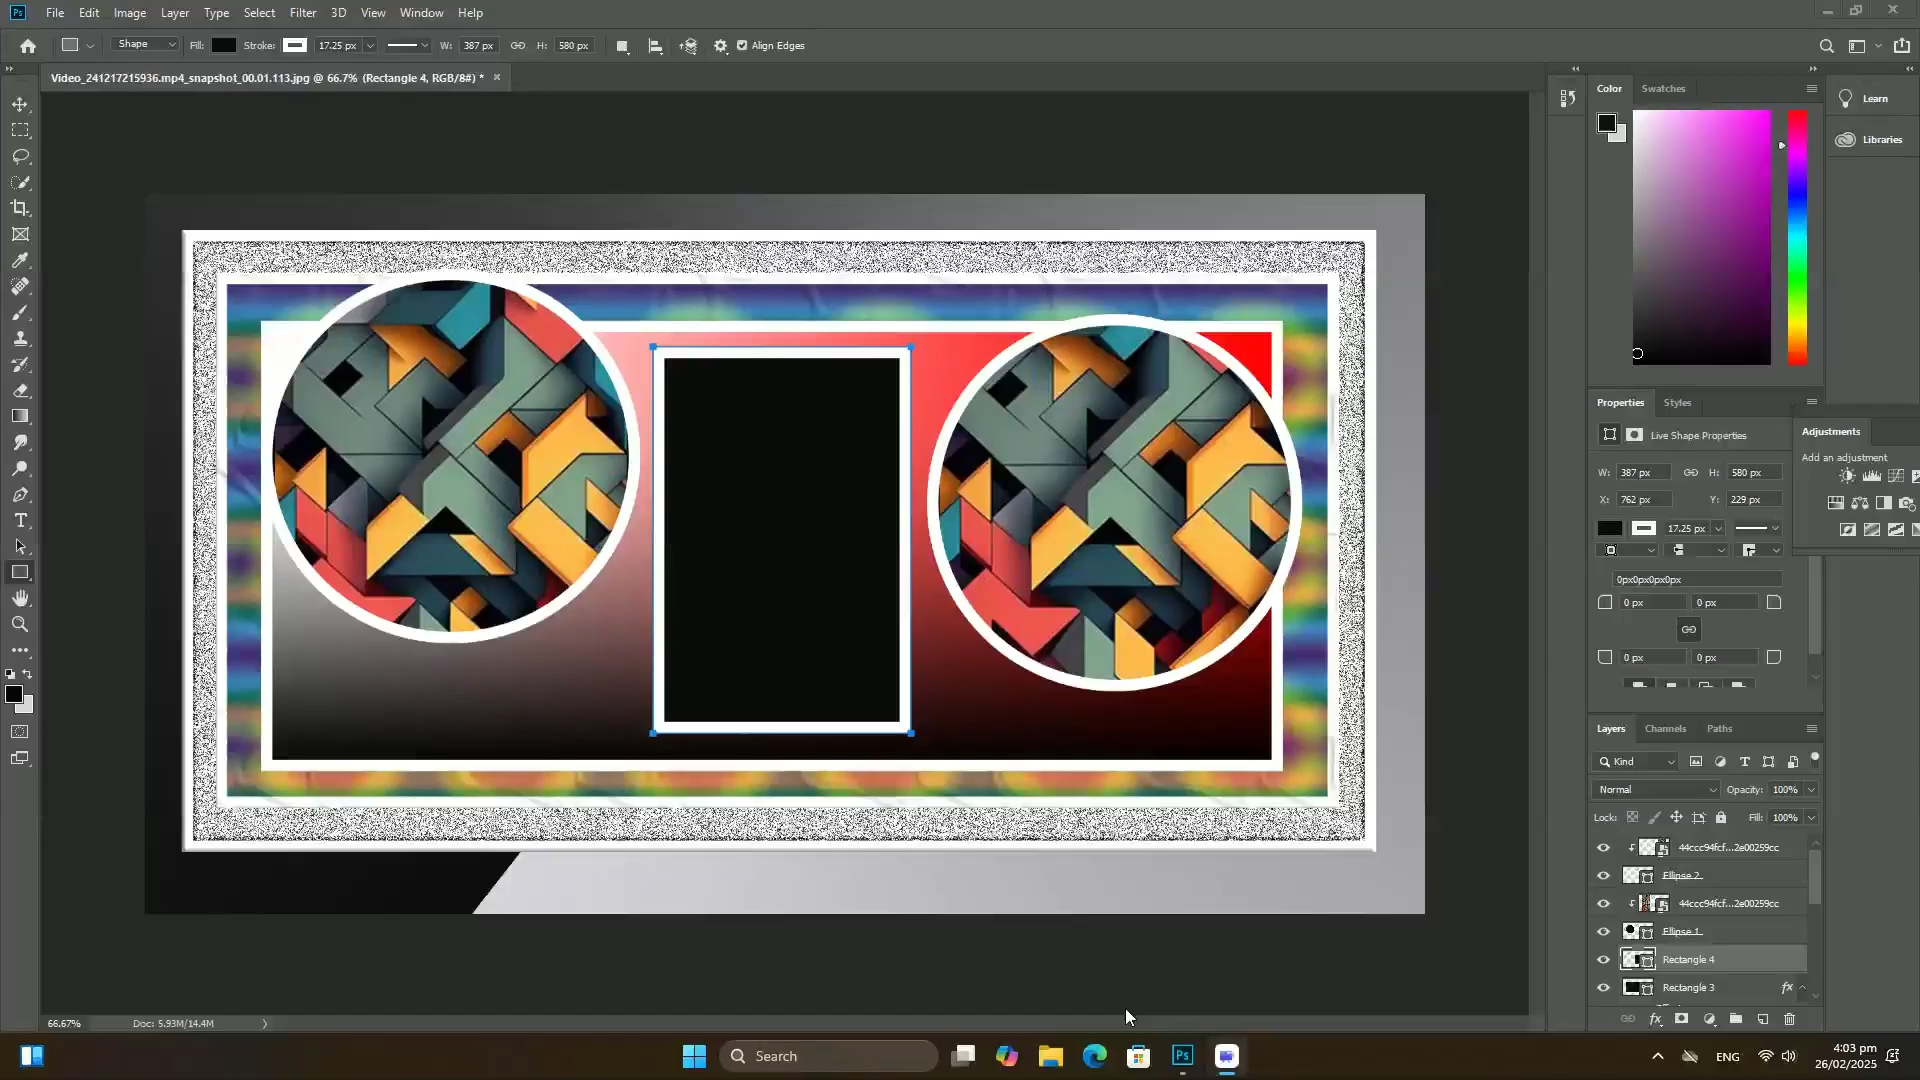 Ps File Edit Image Layer Type Select Filter 3D View Window Help
Shape Fill: Stroke: 17.25 px W: 387 px H: 580 px Align Edges
Video_241217215936.mp4_snapshot_00.01.113.jpg @ 66.7% (Rectangle 4, RGB/8#) * ×
Color Swatches
Learn
Libraries
Properties Styles
Live Shape Properties
W: 387 px H: 580 px
X: 762 px Y: 229 px
17.25 px
0px0px0px0px
0 px 0 px
0 px 0 px
Adjustments
Add an adjustment
Layers Channels Paths
Kind
Normal Opacity: 100%
Lock: Fill: 100%
44ccc94fcf...2e00259cc
Ellipse 2
44ccc94fcf...2e00259cc
Ellipse 1
Rectangle 4
Rectangle 3 fx
fx
66.67% Doc: 5.93M/14.4M
Search
Ps
ENG
4:03 pm
26/02/2025